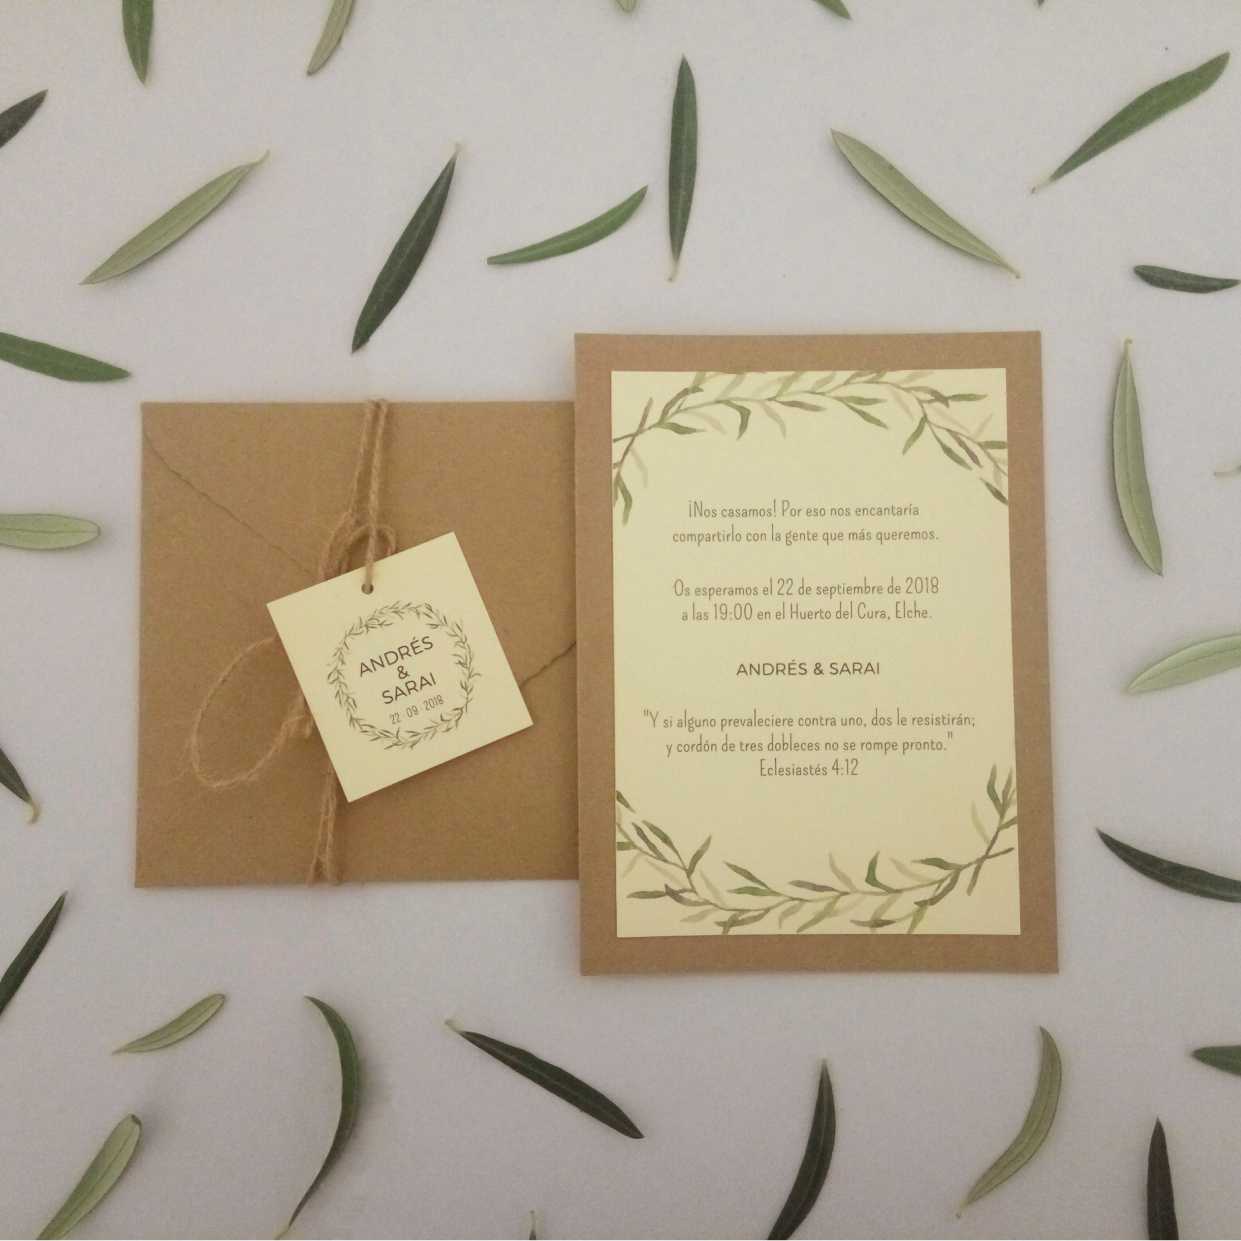 ANDRÉS
&
SARAI
22 · 09 · 2018
¡Nos casamos! Por eso nos encantaría
compartirlo con la gente que más queremos.
Os esperamos el 22 de septiembre de 2018
a las 19:00 en el Huerto del Cura, Elche.
ANDRÉS & SARAI
"Y si alguno prevaleciere contra uno, dos le resistirán;
y cordón de tres dobleces no se rompe pronto."
Eclesiastés 4:12